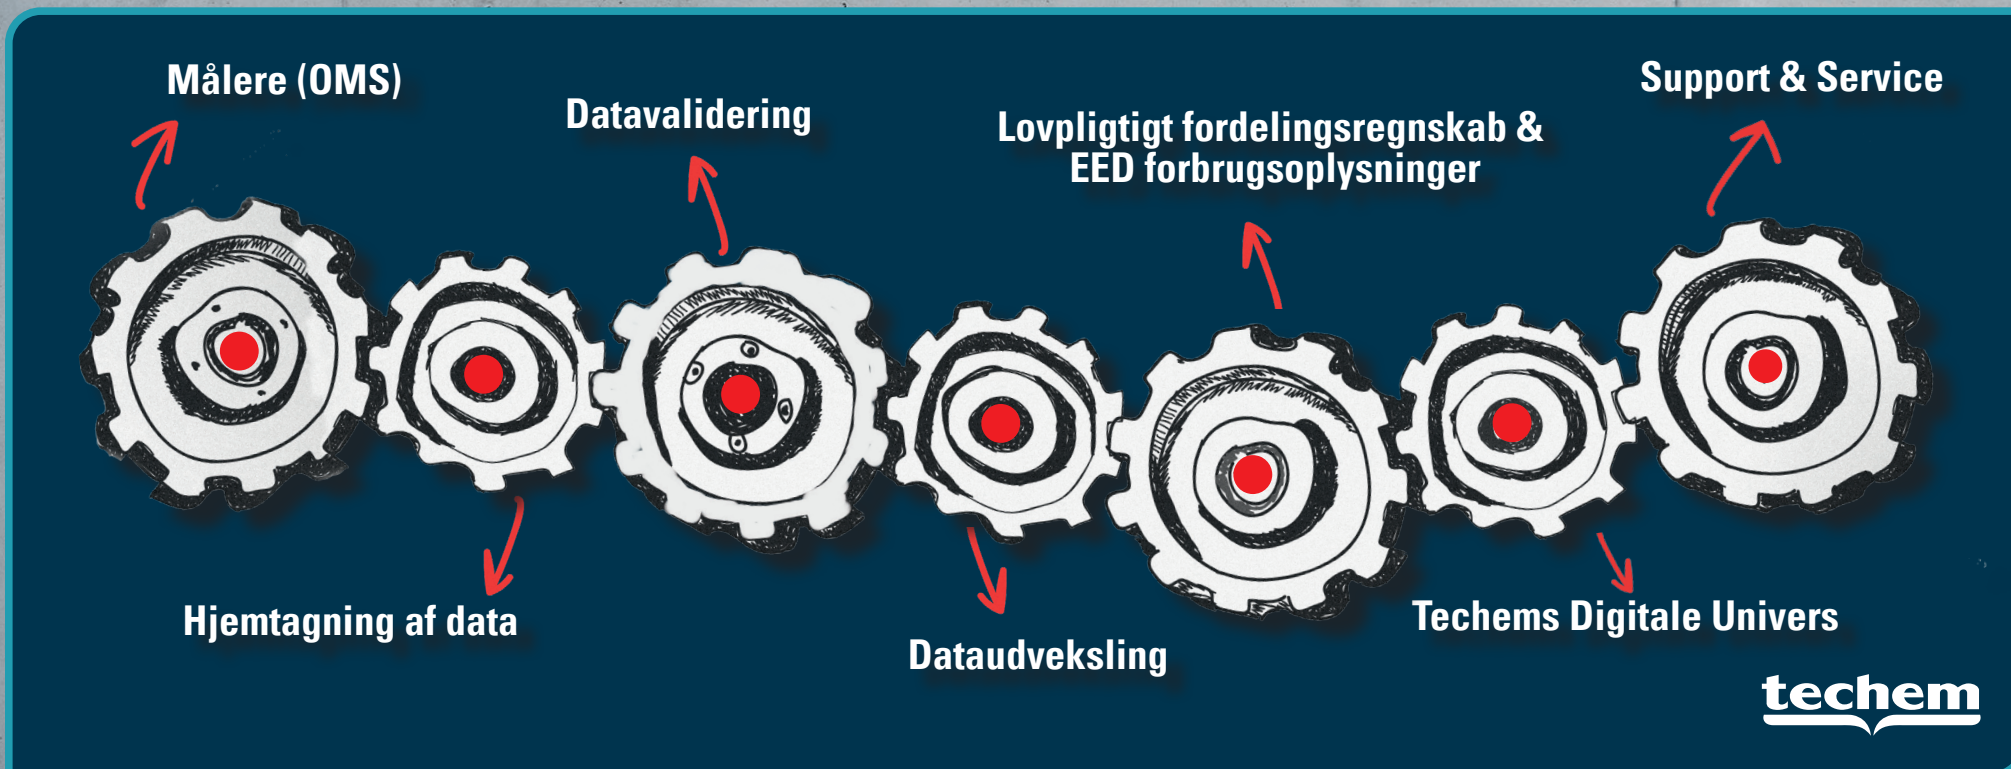 Målere (OMS)
Datavalidering
Lovpligtigt fordelingsregnskab &
EED forbrugsoplysninger
Support & Service
Hjemtagning af data
Dataudveksling
Techems Digitale Univers
techem